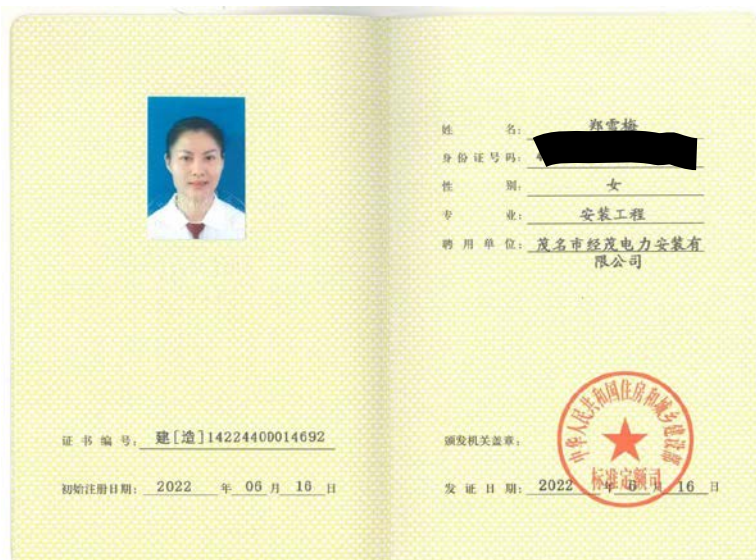 姓 名: 郑雪梅
身份证号码: 4
性 别: 女
专 业: 安装工程
聘用单位: 茂名市经茂电力安装有
限公司
证书编号: 建[造]14224400014692
初始注册日期: 2022 年 06 月 16 日
颁发机关盖章:
中华人民共和国住房和城乡建设部
标准定额司
发证日期: 2022 年 6 月 16 日